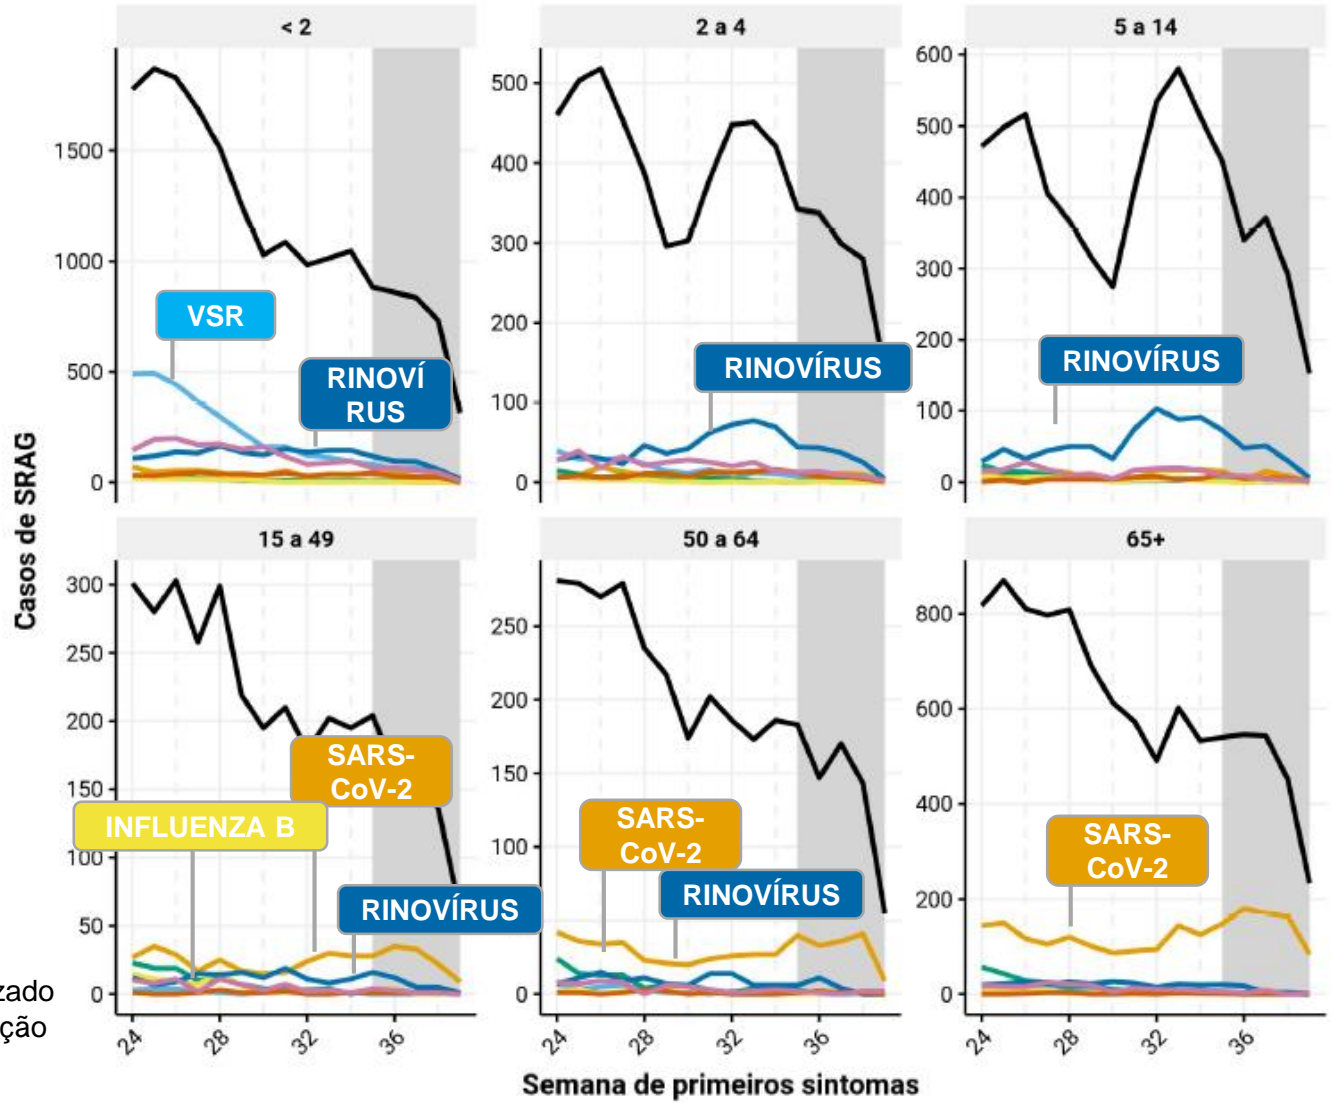 < 2
2 a 4
5 a 14
1500
1000
500
0
500
400
300
200
100
0
600
500
400
300
200
100
0
VSR
RINOVÍ
RUS
RINOVÍRUS
RINOVÍRUS
Casos de SRAG
15 a 49
50 a 64
65+
300
250
200
150
100
50
0
250
200
150
100
50
0
800
600
400
200
0
SARS-
CoV-2
INFLUENZA B
RINOVÍRUS
SARS-
CoV-2
RINOVÍRUS
SARS-
CoV-2
zado
ção
24
28
32
36
24
28
32
36
24
28
32
36
Semana de primeiros sintomas